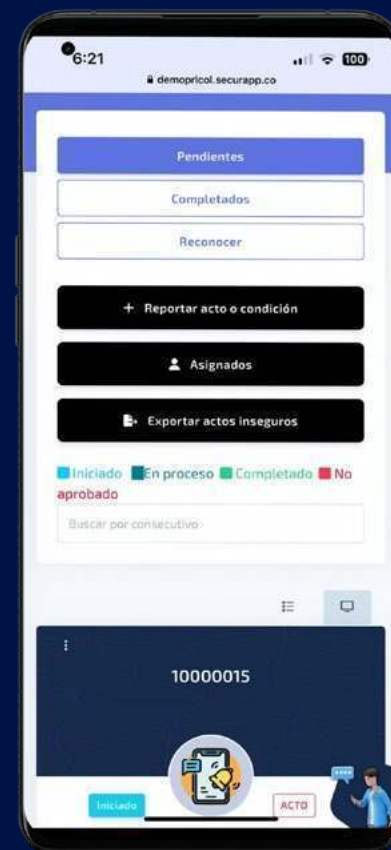 6:21
100
demopricol.securapp.co
Pendientes
Completados
Reconocer
+ Reportar acto o condición
Asignados
Exportar actos inseguros
Iniciado En proceso Completado No
aprobado
Buscar por consecutivo
10000015
Iniciado
ACTO